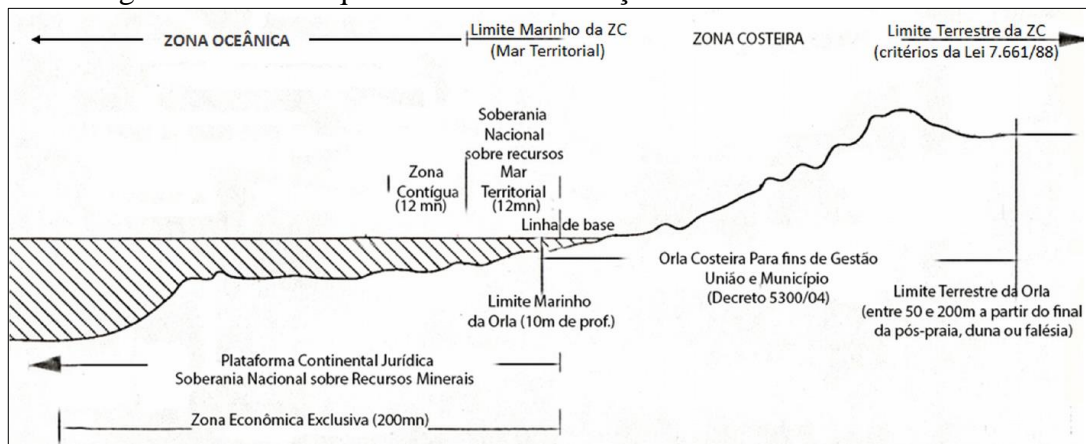 ZONA OCEÂNICA
Limite Marinho da ZC
(Mar Territorial)
ZONA COSTEIRA
Limite Terrestre da ZC
(critérios da Lei 7.661/88)
Soberania
Nacional
sobre recursos
Mar
Territorial
(12mn)
Zona
Contígua
(12 mn)
Linha de base
Orla Costeira Para fins de Gestão
União e Município
(Decreto 5300/04)
Limite Marinho
da Orla (10m de prof.)
Limite Terrestre da Orla
(entre 50 e 200m a partir do final
da pós-praia, duna ou falésia)
Plataforma Continental Jurídica
Soberania Nacional sobre Recursos Minerais
Zona Econômica Exclusiva (200mn)